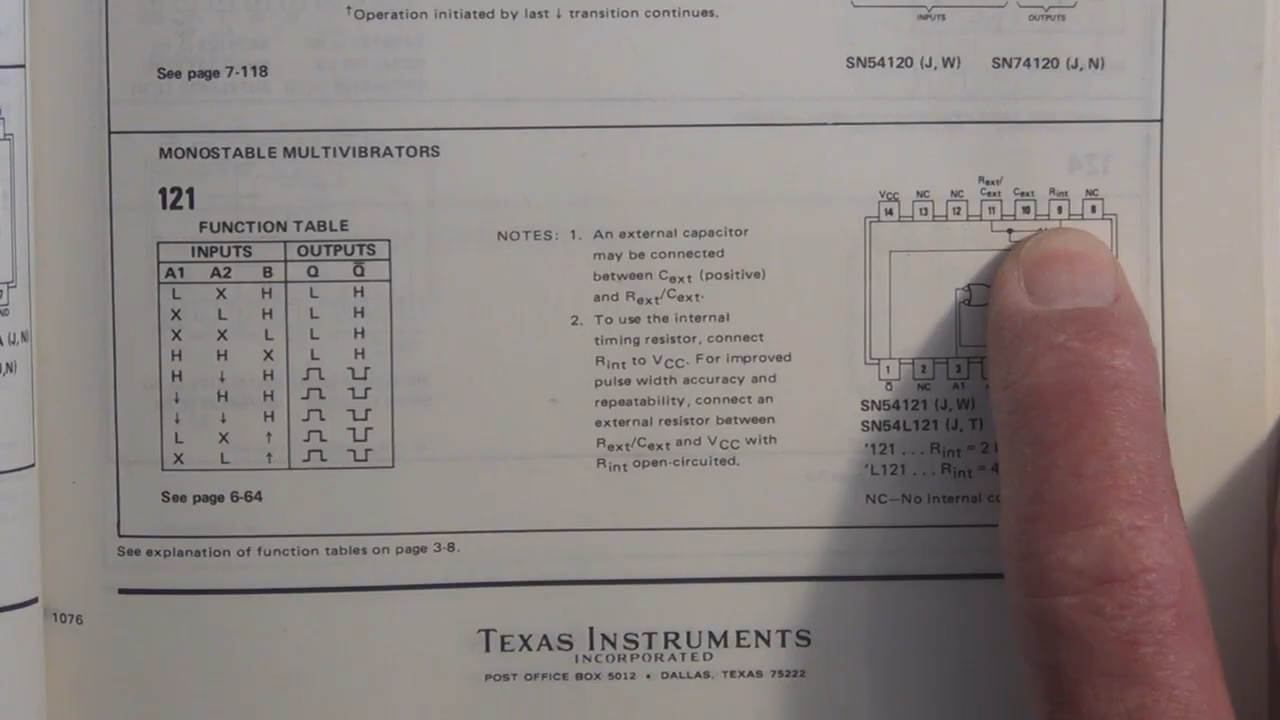 †Operation initiated by last ↓ transition continues.
INPUTS OUTPUTS
See page 7-118
SN54120 (J, W) SN74120 (J, N)
MONOSTABLE MULTIVIBRATORS
121
FUNCTION TABLE
INPUTS OUTPUTS
A1 A2 B Q Q̅
L X H L H
X L H L H
X X L L H
H H X L H
H ↓ H ⎍ ⊔
↓ H H ⎍ ⊔
↓ ↓ H ⎍ ⊔
L X ↑ ⎍ ⊔
X L ↑ ⎍ ⊔
See page 6-64
NOTES: 1. An external capacitor
may be connected
between Cext (positive)
and Rext/Cext.
2. To use the internal
timing resistor, connect
Rint to VCC. For improved
pulse width accuracy and
repeatability, connect an
external resistor between
Rext/Cext and VCC with
Rint open-circuited.
VCC NC NC Rext/Cext Cext Rint NC
14 13 12 11 10 9 8
1 2 3
Q̅ NC A1
SN54121 (J, W)
SN54L121 (J, T)
'121 . . . Rint = 2
'L121 . . . Rint = 4
NC—No internal
See explanation of function tables on page 3-8.
1076
TEXAS INSTRUMENTS
INCORPORATED
POST OFFICE BOX 5012 • DALLAS, TEXAS 75222
(J, N)